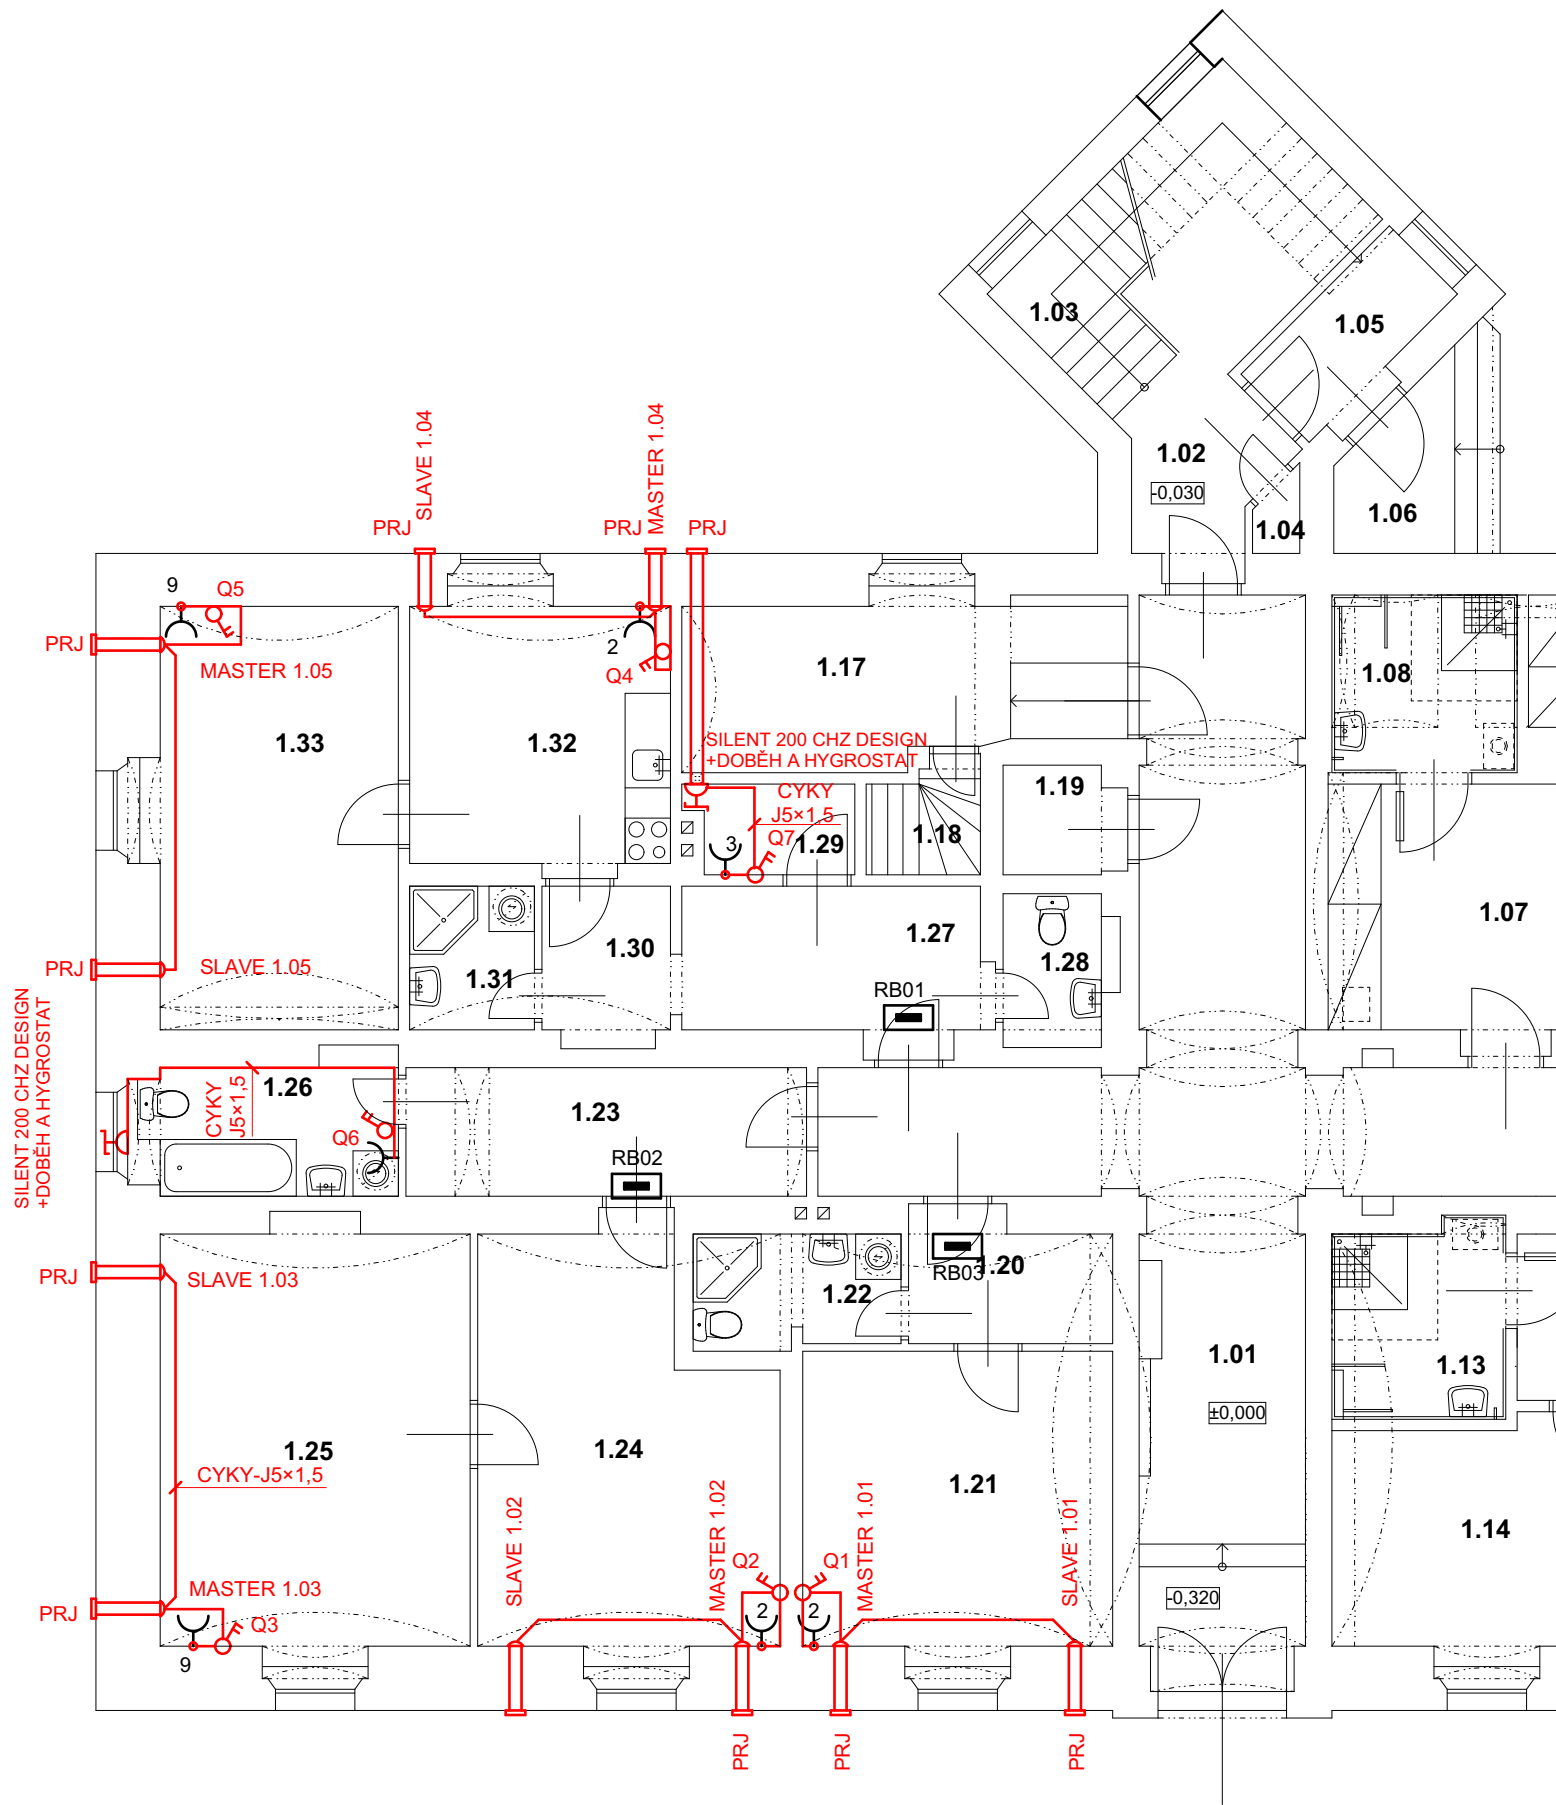 1.03
1.05
SLAVE 1.04
MASTER 1.04
1.02
-0,030
1.06
1.04
PRJ
PRJ
PRJ
9
Q5
2
Q4
PRJ
MASTER 1.05
1.17
1.08
1.33
1.32
SILENT 200 CHZ DESIGN
+DOBĚH A HYGROSTAT
CYKY
J5×1,5
Q7
3
1.29
1.18
1.19
1.07
1.27
1.30
1.31
1.28
PRJ
SLAVE 1.05
RB01
SILENT 200 CHZ DESIGN
+DOBĚH A HYGROSTAT
1.26
CYKY
J5×1,5
Q6
1.23
RB02
PRJ
SLAVE 1.03
1.22
RB03
1.20
1.01
1.13
±0,000
1.25
1.24
CYKY-J5×1,5
1.21
SLAVE 1.02
MASTER 1.02
MASTER 1.01
SLAVE 1.01
1.14
Q2
Q1
MASTER 1.03
PRJ
Q3
2
2
-0,320
9
PRJ
PRJ
PRJ